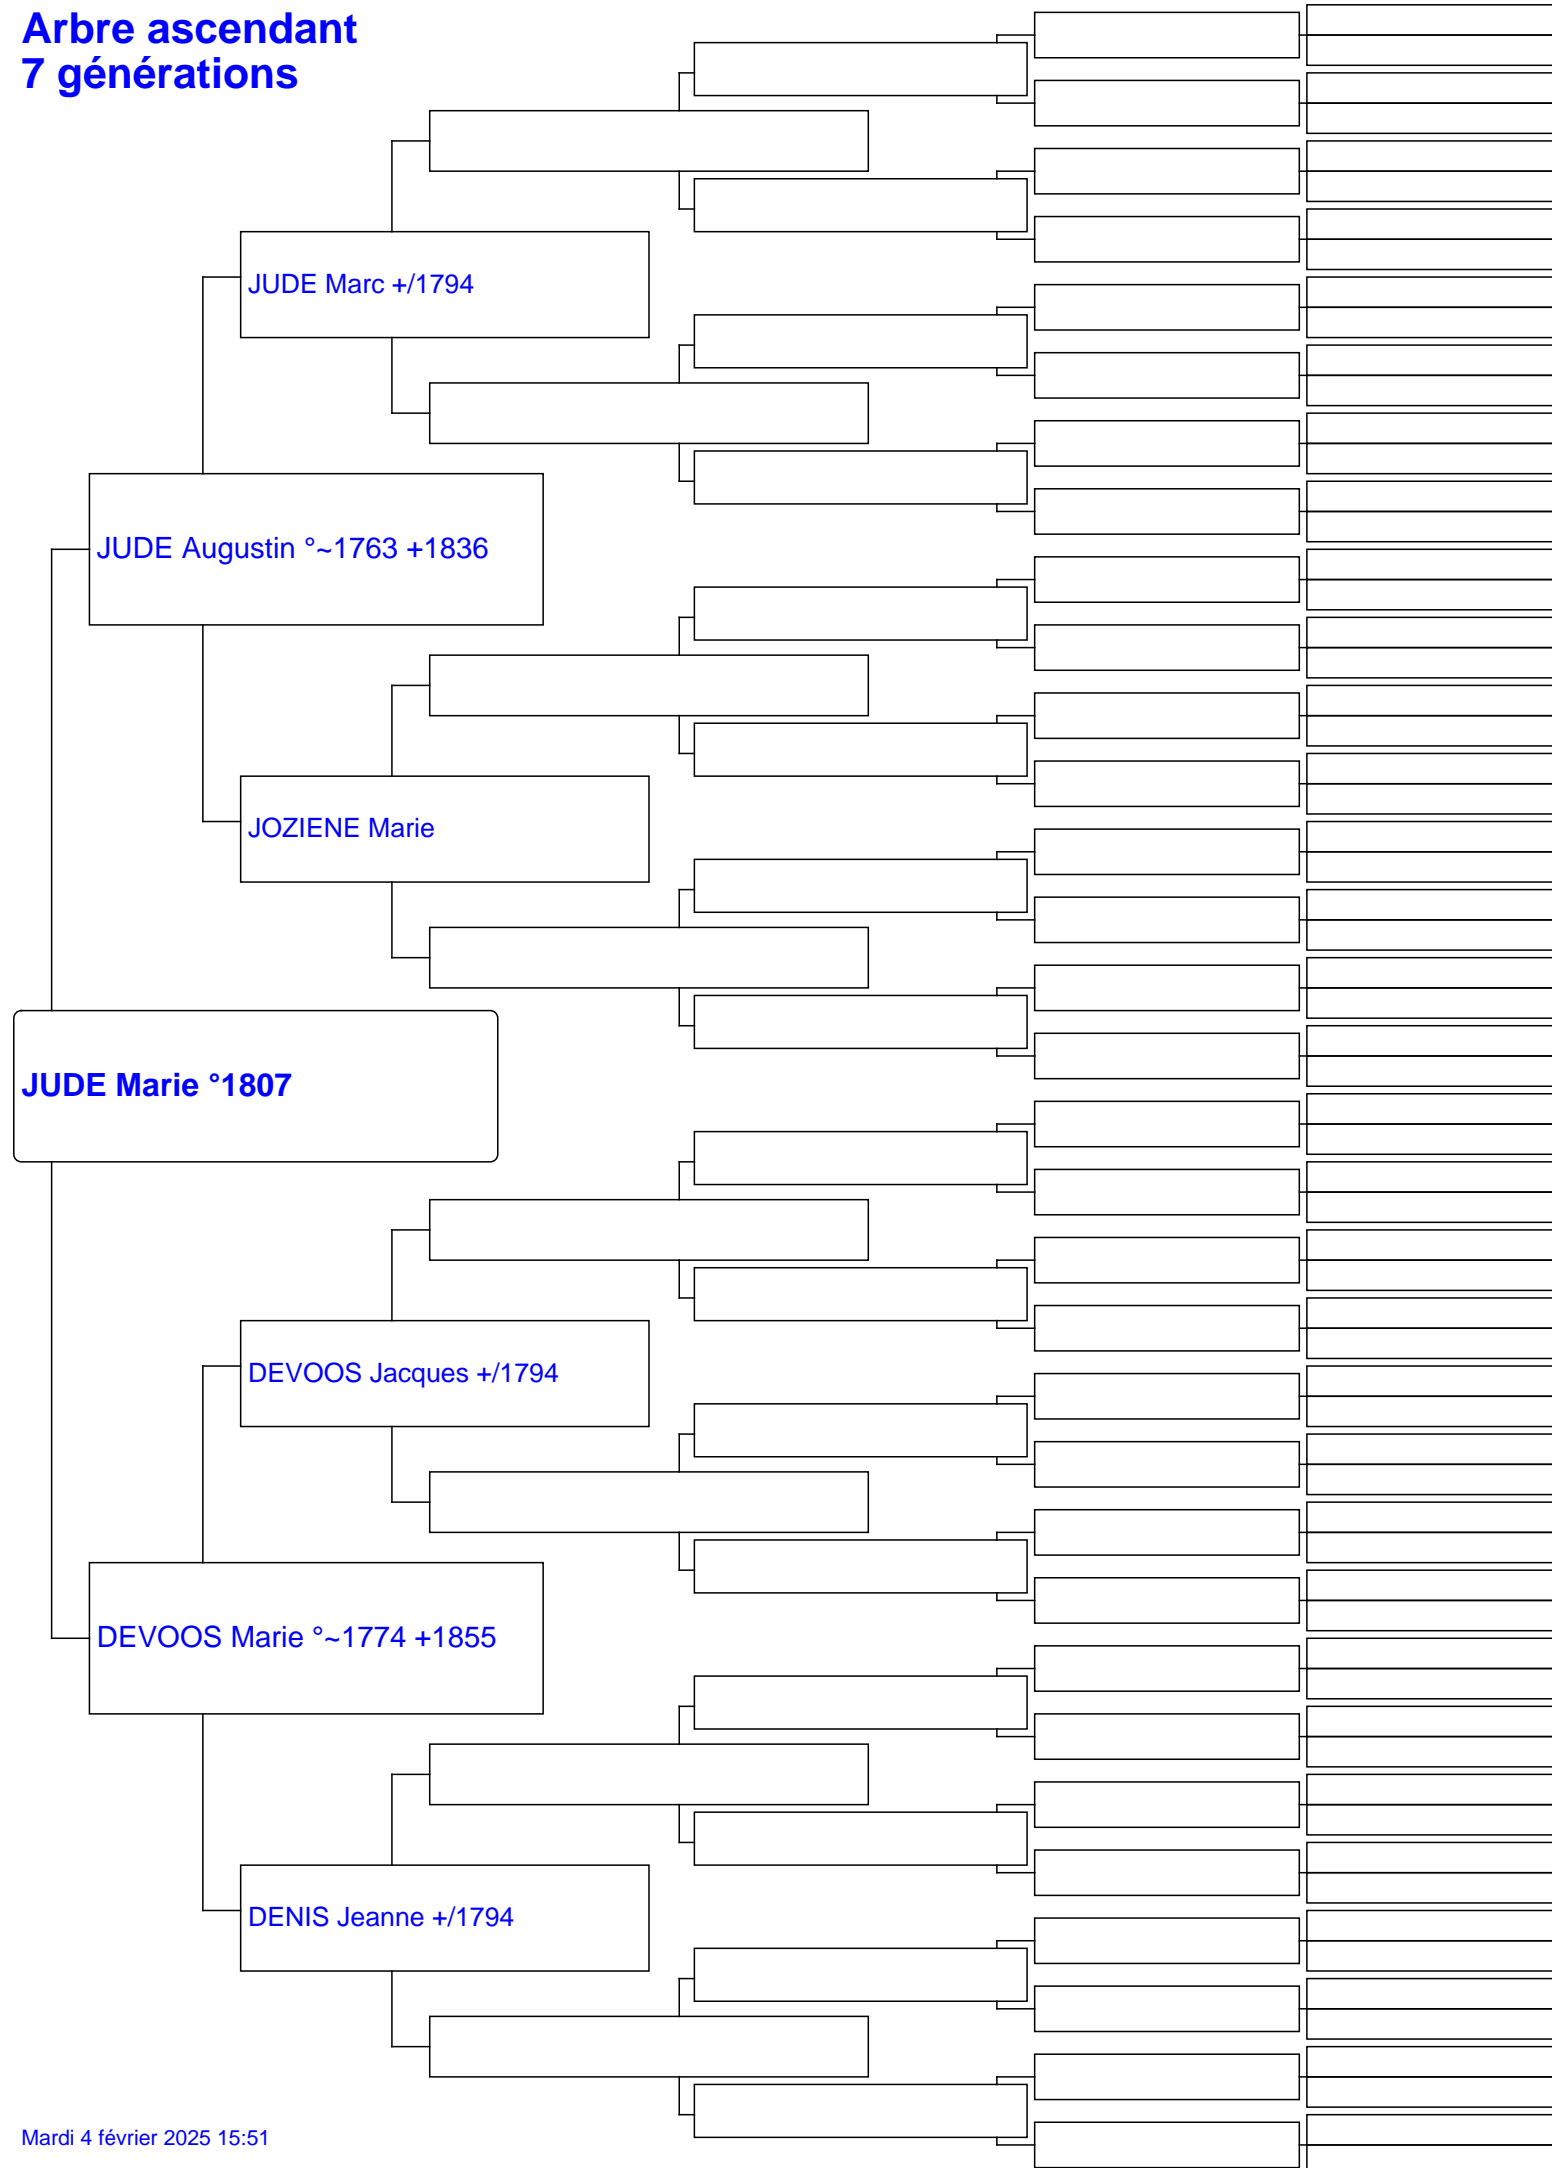 Arbre ascendant
7 générations
JUDE Marc +/1794
JUDE Augustin °~1763 +1836
JOZIENE Marie
JUDE Marie °1807
DEVOOS Jacques +/1794
DEVOOS Marie °~1774 +1855
DENIS Jeanne +/1794
Mardi 4 février 2025 15:51